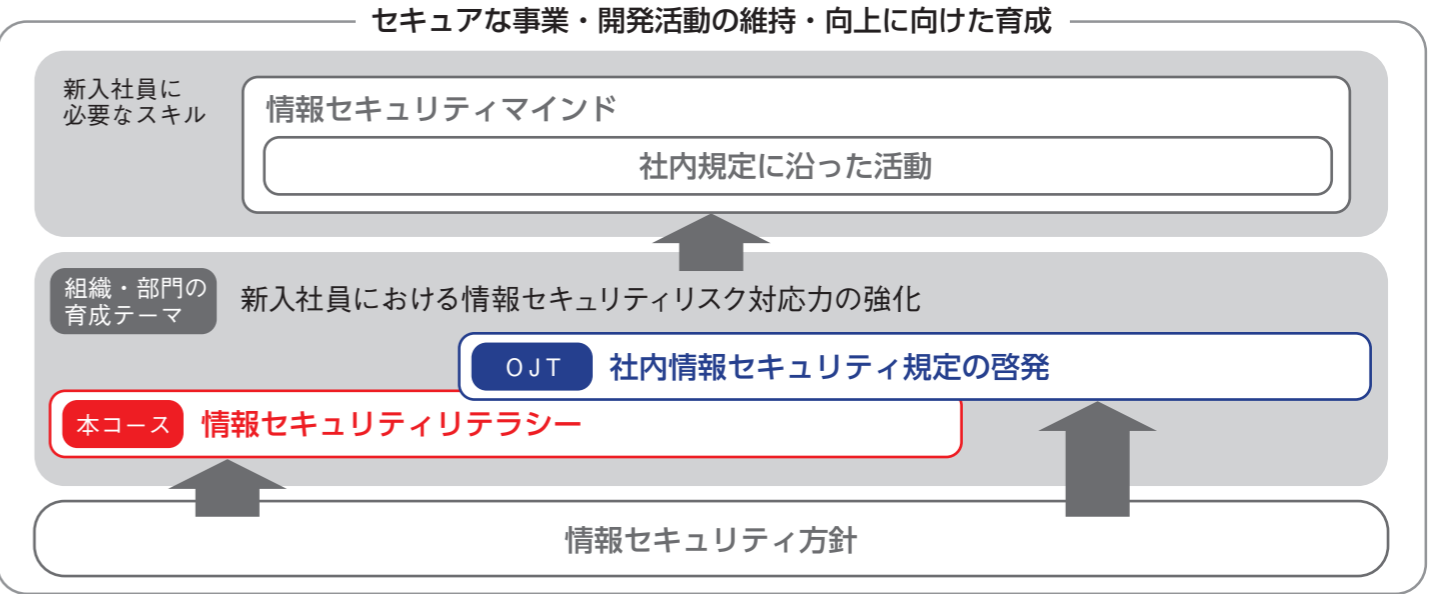 セキュアな事業・開発活動の維持・向上に向けた育成
新入社員に
必要なスキル
情報セキュリティマインド
社内規定に沿った活動
組織・部門の
育成テーマ
新入社員における情報セキュリティリスク対応力の強化
OJT 社内情報セキュリティ規定の啓発
本コース 情報セキュリティリテラシー
情報セキュリティ方針